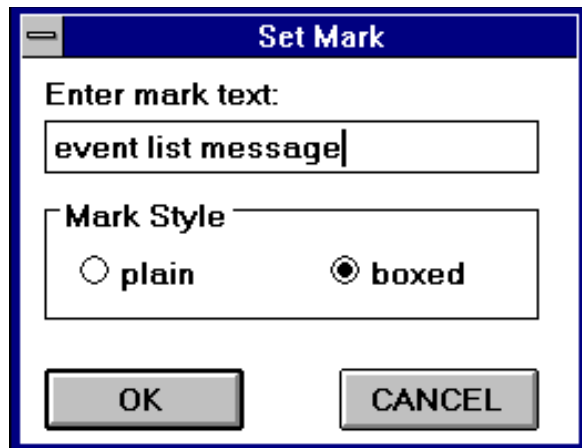 Set Mark
Enter mark text:
event list message
Mark Style
plain boxed
OK CANCEL